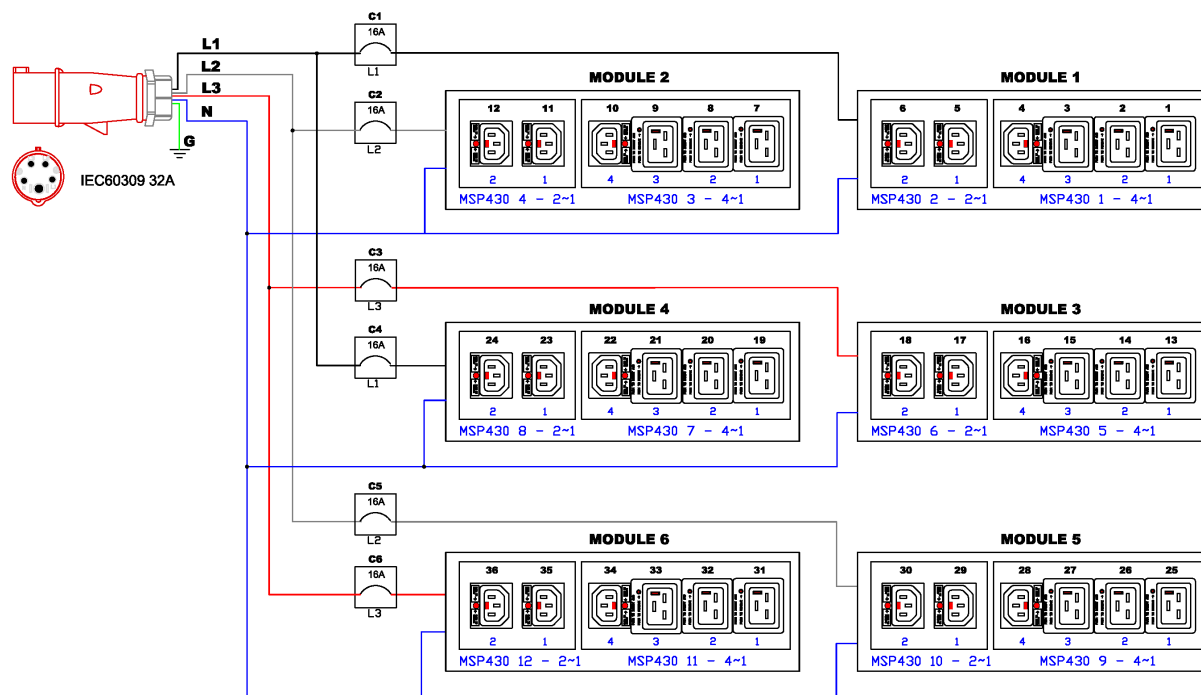 C1
16A
L1
L1
L2
L3
N
G
IEC60309 32A
C2
16A
L2
MODULE 2
12 11 10 9 8 7
2 1 4 3 2 1
MSP430 4 - 2~1 MSP430 3 - 4~1
MODULE 1
6 5 4 3 2 1
2 1 4 3 2 1
MSP430 2 - 2~1 MSP430 1 - 4~1
C3
16A
L3
C4
16A
L1
MODULE 4
24 23 22 21 20 19
2 1 4 3 2 1
MSP430 8 - 2~1 MSP430 7 - 4~1
MODULE 3
18 17 16 15 14 13
2 1 4 3 2 1
MSP430 6 - 2~1 MSP430 5 - 4~1
C5
16A
L2
C6
16A
L3
MODULE 6
36 35 34 33 32 31
2 1 4 3 2 1
MSP430 12 - 2~1 MSP430 11 - 4~1
MODULE 5
30 29 28 27 26 25
2 1 4 3 2 1
MSP430 10 - 2~1 MSP430 9 - 4~1